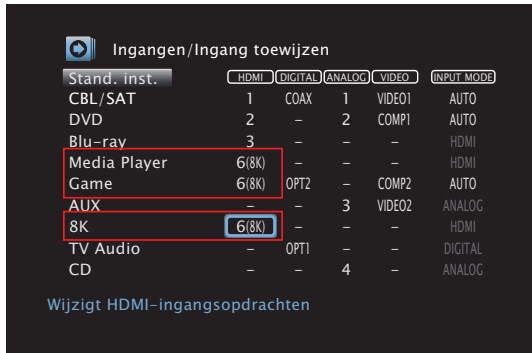 Ingangen/Ingang toewijzen
Stand. inst. HDMI DIGITAL ANALOG VIDEO INPUT MODE
CBL/SAT 1 COAX 1 VIDEO1 AUTO
DVD 2 – 2 COMP1 AUTO
Blu-ray 3 – – – HDMI
Media Player 6(8K) – – – HDMI
Game 6(8K) OPT2 – COMP2 AUTO
AUX – – 3 VIDEO2 ANALOG
8K 6(8K) – – – HDMI
TV Audio – OPT1 – – DIGITAL
CD – – 4 – ANALOG
Wijzigt HDMI-ingangsopdrachten